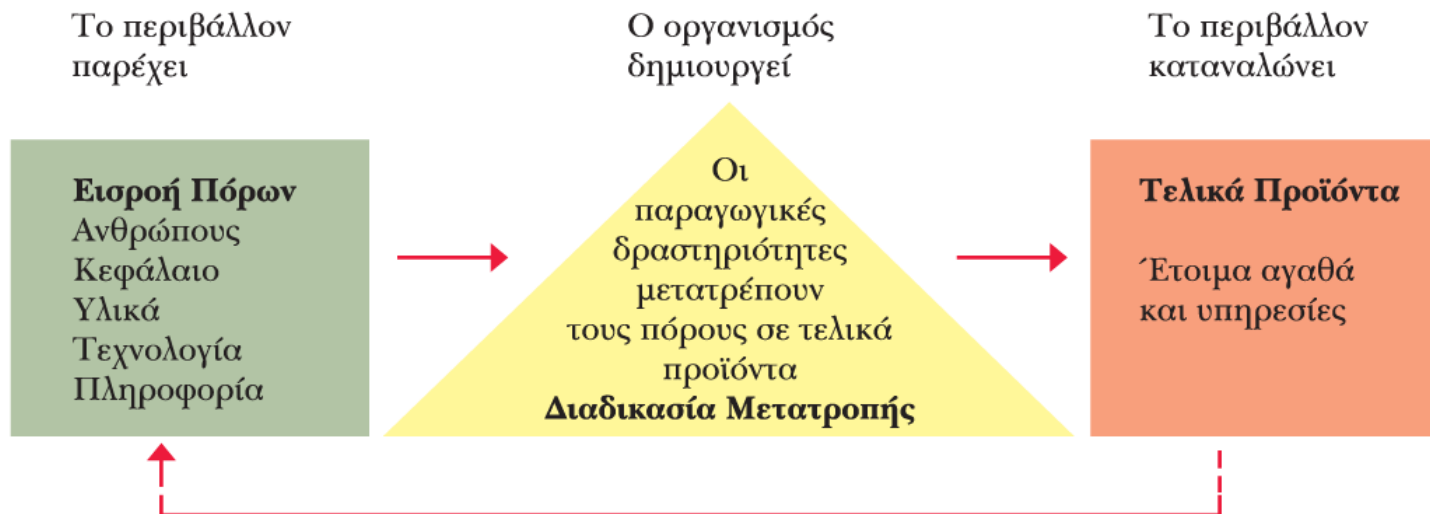 Το περιβάλλον
παρέχει
Ο οργανισμός
δημιουργεί
Το περιβάλλον
καταναλώνει
Εισροή Πόρων
Ανθρώπους
Κεφάλαιο
Υλικά
Τεχνολογία
Πληροφορία
Οι
παραγωγικές
δραστηριότητες
μετατρέπουν
τους πόρους σε τελικά
προϊόντα
Διαδικασία Μετατροπής
Τελικά Προϊόντα
Έτοιμα αγαθά
και υπηρεσίες